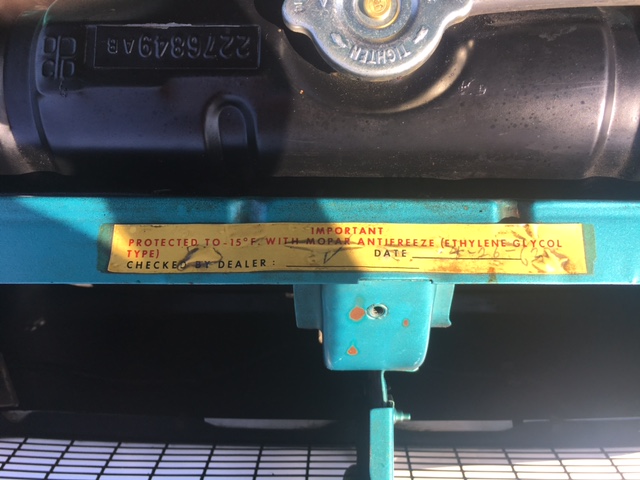 2276849AB
TIGHTEN
IMPORTANT
PROTECTED TO -15°F. WITH MOPAR ANTIFREEZE (ETHYLENE GLYCOL
TYPE) DATE
CHECKED BY DEALER: